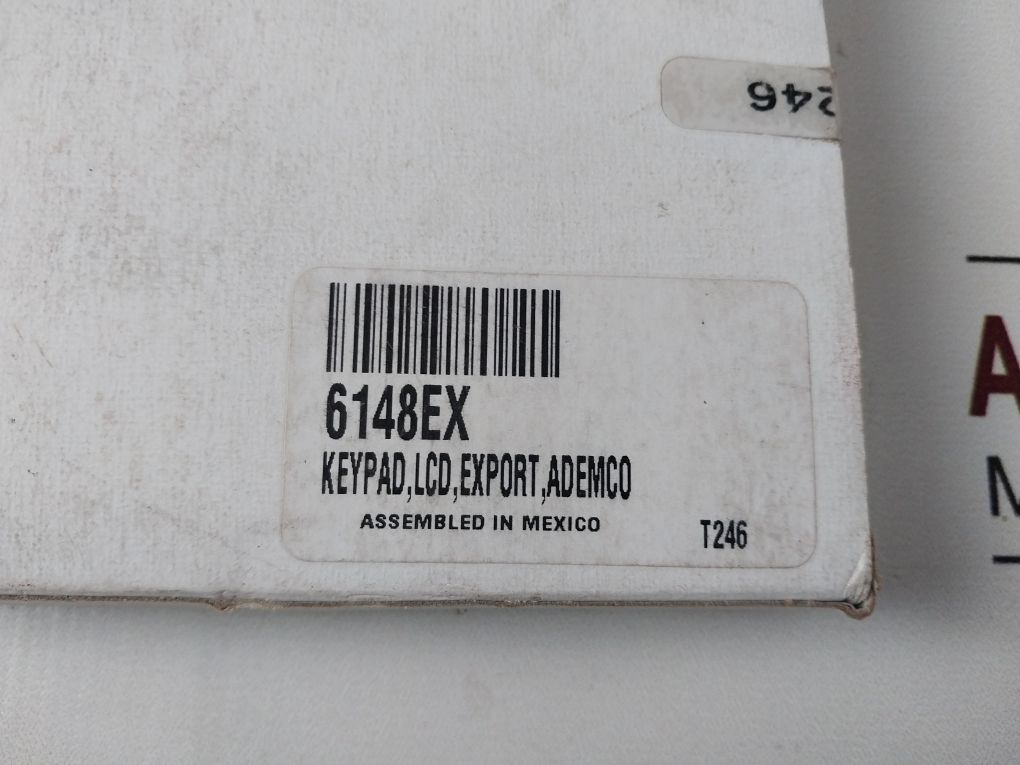 246
6148EX
KEYPAD,LCD,EXPORT,ADEMCO
ASSEMBLED IN MEXICO
T246
A
M